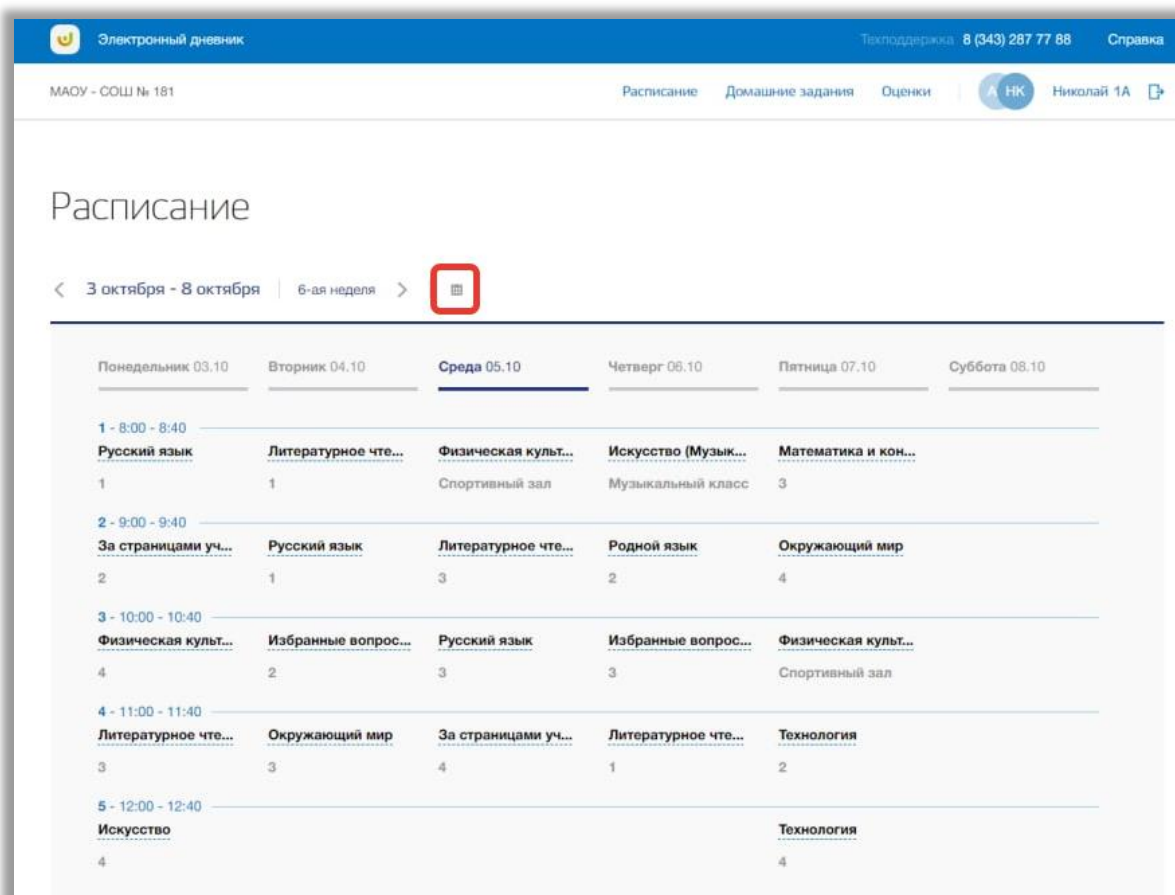 Электронный дневник Техподдержка 8 (343) 287 77 88 Справка
МАОУ - СОШ № 181 Расписание Домашние задания Оценки А НК Николай 1А
Расписание
3 октября - 8 октября 6-ая неделя
Понедельник 03.10 Вторник 04.10 Среда 05.10 Четверг 06.10 Пятница 07.10 Суббота 08.10
1 - 8:00 - 8:40
Русский язык Литературное чте... Физическая культ... Искусство (Музык... Математика и кон...
1 1 Спортивный зал Музыкальный класс 3
2 - 9:00 - 9:40
За страницами уч... Русский язык Литературное чте... Родной язык Окружающий мир
2 1 3 2 4
3 - 10:00 - 10:40
Физическая культ... Избранные вопрос... Русский язык Избранные вопрос... Физическая культ...
4 2 3 3 Спортивный зал
4 - 11:00 - 11:40
Литературное чте... Окружающий мир За страницами уч... Литературное чте... Технология
3 3 4 1 2
5 - 12:00 - 12:40
Искусство Технология
4 4